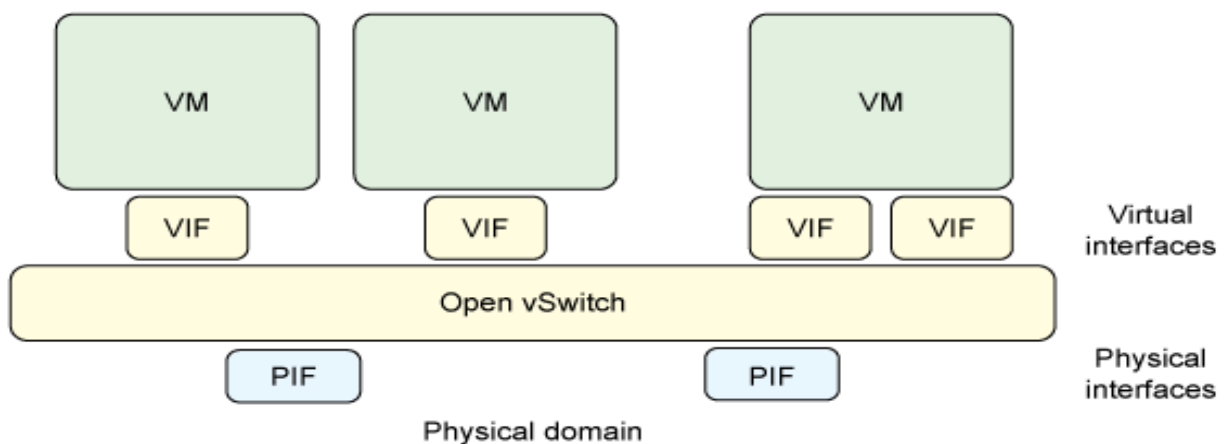 VM
VM
VM
VIF
VIF
VIF
VIF
Virtual
interfaces
Open vSwitch
PIF
PIF
Physical
interfaces
Physical domain